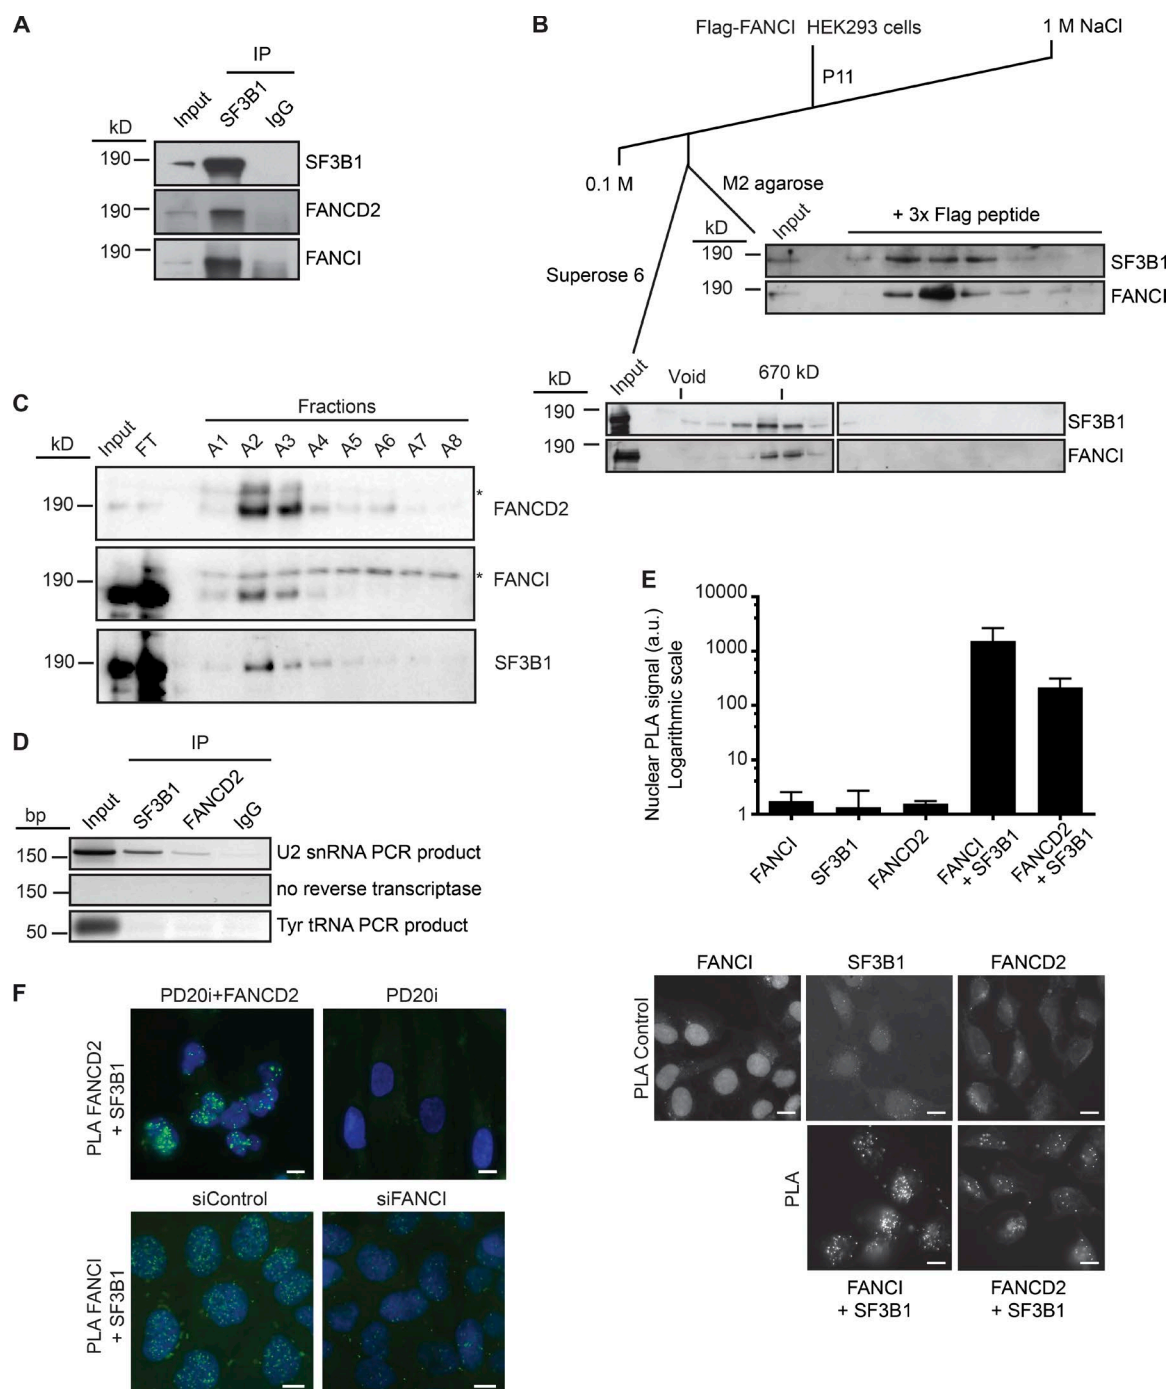 A
IP
Input
SF3B1
IgG
kD
190
SF3B1
190
FANCD2
190
FANCI
B
Flag-FANCI HEK293 cells
1 M NaCl
P11
0.1 M
M2 agarose
Superose 6
kD
Input
+ 3x Flag peptide
190
SF3B1
190
FANCI
kD
Input
Void
670 kD
190
SF3B1
190
FANCI
C
Fractions
kD
Input
FT
A1
A2
A3
A4
A5
A6
A7
A8
190
*
FANCD2
190
*
FANCI
190
SF3B1
D
IP
bp
Input
SF3B1
FANCD2
IgG
150
U2 snRNA PCR product
150
no reverse transcriptase
50
Tyr tRNA PCR product
E
Nuclear PLA signal (a.u.)
Logarithmic scale
10000
1000
100
10
1
FANCI
SF3B1
FANCD2
FANCI
+ SF3B1
FANCD2
+ SF3B1
FANCI
SF3B1
FANCD2
PLA Control
PLA
FANCI
+ SF3B1
FANCD2
+ SF3B1
F
PD20i+FANCD2
PD20i
PLA FANCD2
+ SF3B1
siControl
siFANCI
PLA FANCI
+ SF3B1